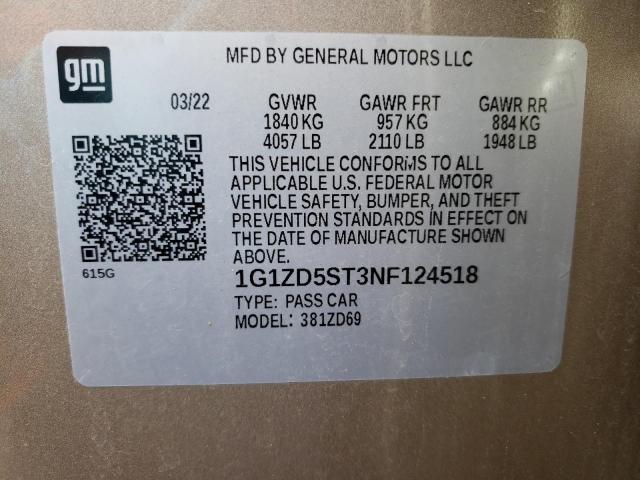 gm
MFD BY GENERAL MOTORS LLC
03/22 GVWR GAWR FRT GAWR RR
1840 KG 957 KG 884 KG
4057 LB 2110 LB 1948 LB
THIS VEHICLE CONFORMS TO ALL
APPLICABLE U.S. FEDERAL MOTOR
VEHICLE SAFETY, BUMPER, AND THEFT
PREVENTION STANDARDS IN EFFECT ON
THE DATE OF MANUFACTURE SHOWN
ABOVE.
615G
1G1ZD5ST3NF124518
TYPE: PASS CAR
MODEL: 381ZD69